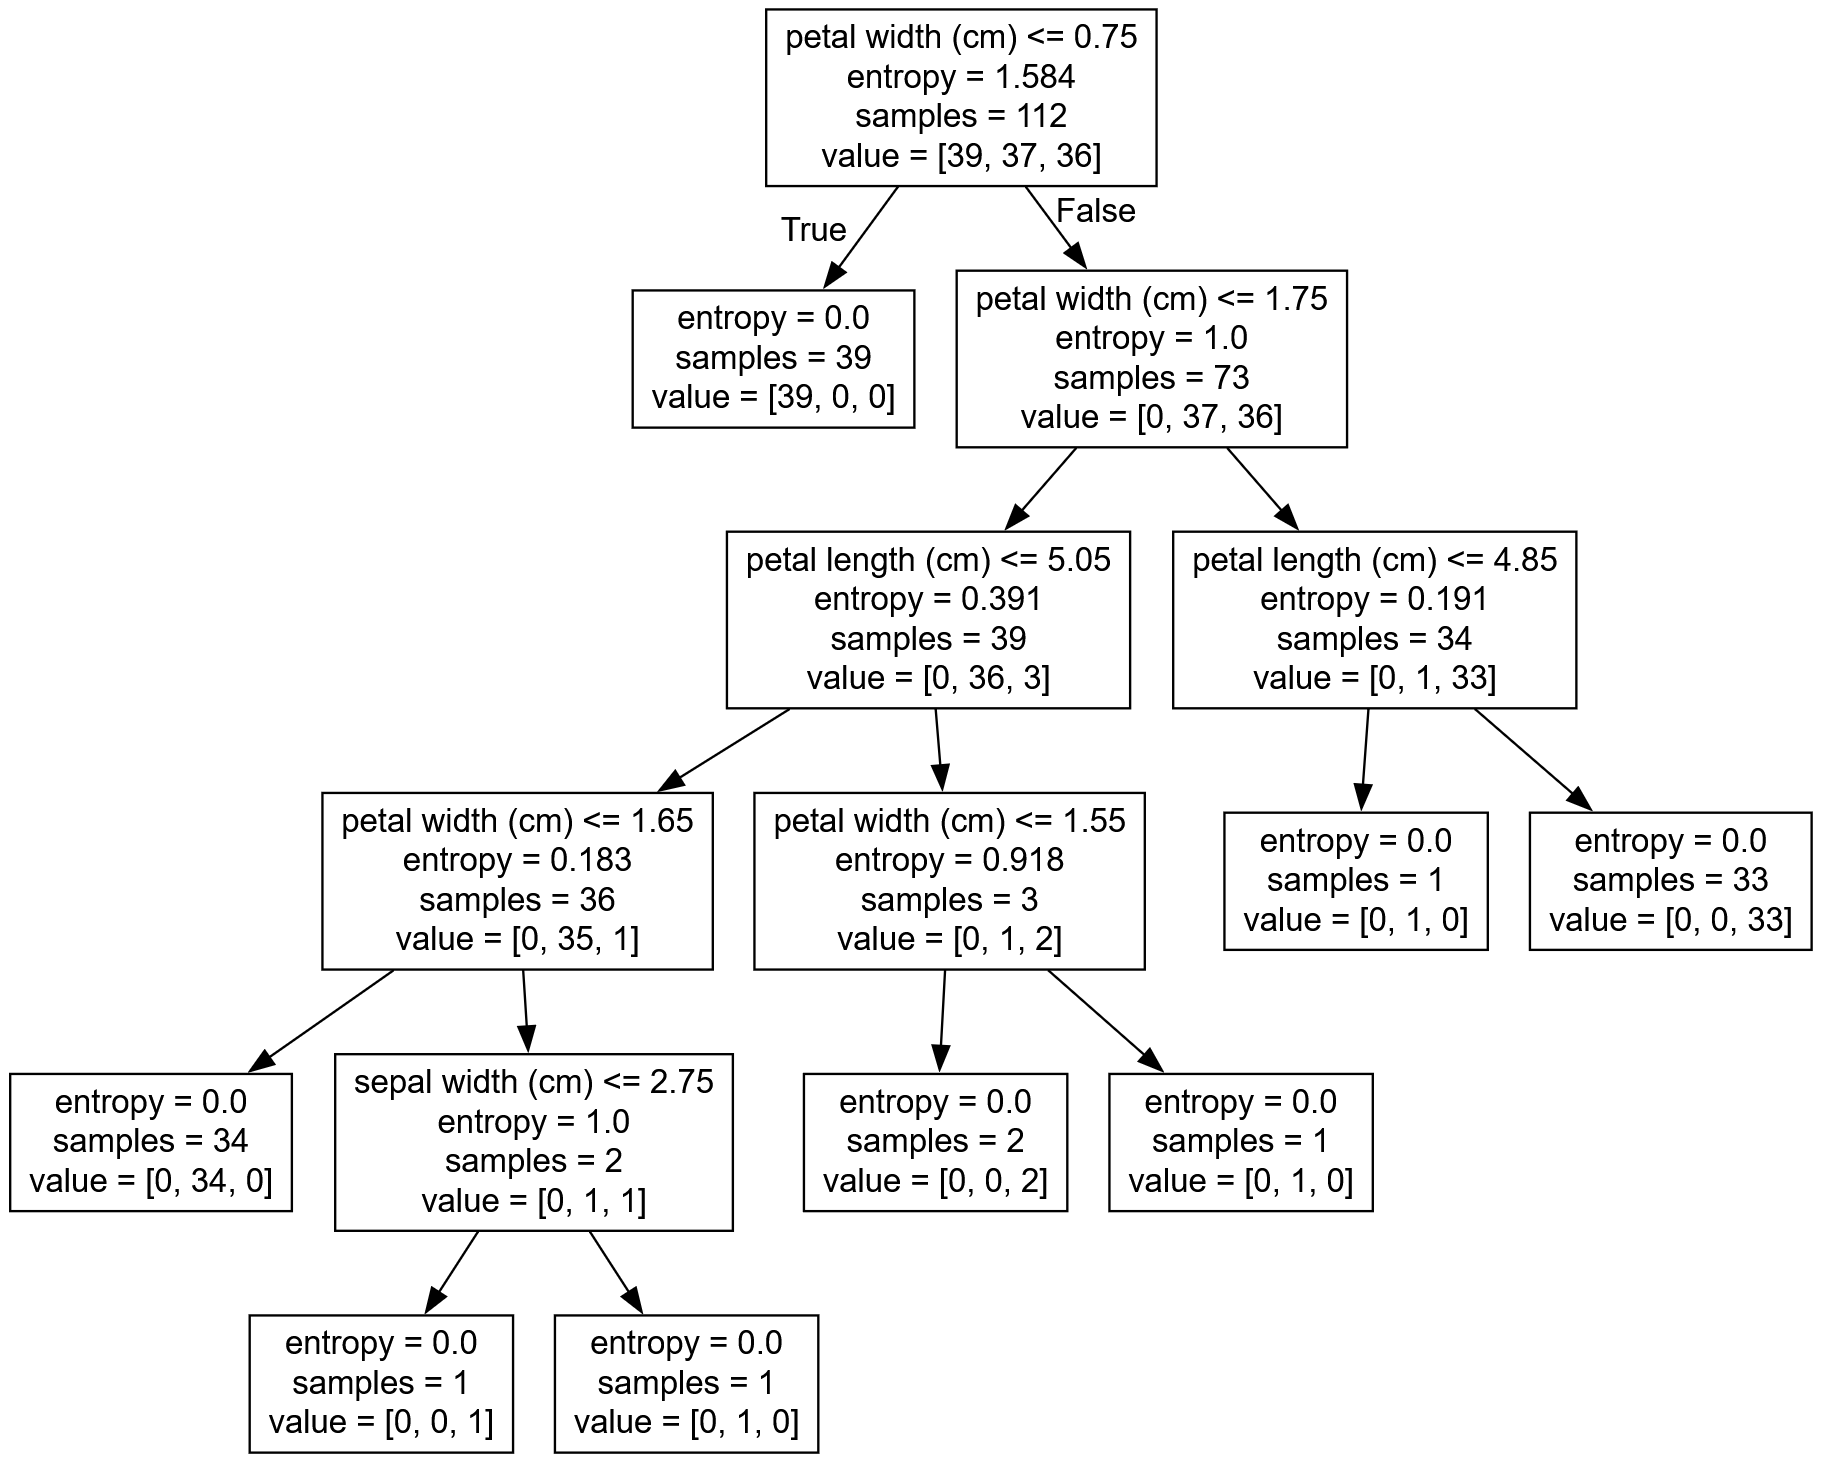 petal width (cm) <= 0.75
entropy = 1.584
samples = 112
value = [39, 37, 36]
True
False
entropy = 0.0
samples = 39
value = [39, 0, 0]
petal width (cm) <= 1.75
entropy = 1.0
samples = 73
value = [0, 37, 36]
petal length (cm) <= 5.05
entropy = 0.391
samples = 39
value = [0, 36, 3]
petal length (cm) <= 4.85
entropy = 0.191
samples = 34
value = [0, 1, 33]
petal width (cm) <= 1.65
entropy = 0.183
samples = 36
value = [0, 35, 1]
petal width (cm) <= 1.55
entropy = 0.918
samples = 3
value = [0, 1, 2]
entropy = 0.0
samples = 1
value = [0, 1, 0]
entropy = 0.0
samples = 33
value = [0, 0, 33]
entropy = 0.0
samples = 34
value = [0, 34, 0]
sepal width (cm) <= 2.75
entropy = 1.0
samples = 2
value = [0, 1, 1]
entropy = 0.0
samples = 2
value = [0, 0, 2]
entropy = 0.0
samples = 1
value = [0, 1, 0]
entropy = 0.0
samples = 1
value = [0, 0, 1]
entropy = 0.0
samples = 1
value = [0, 1, 0]